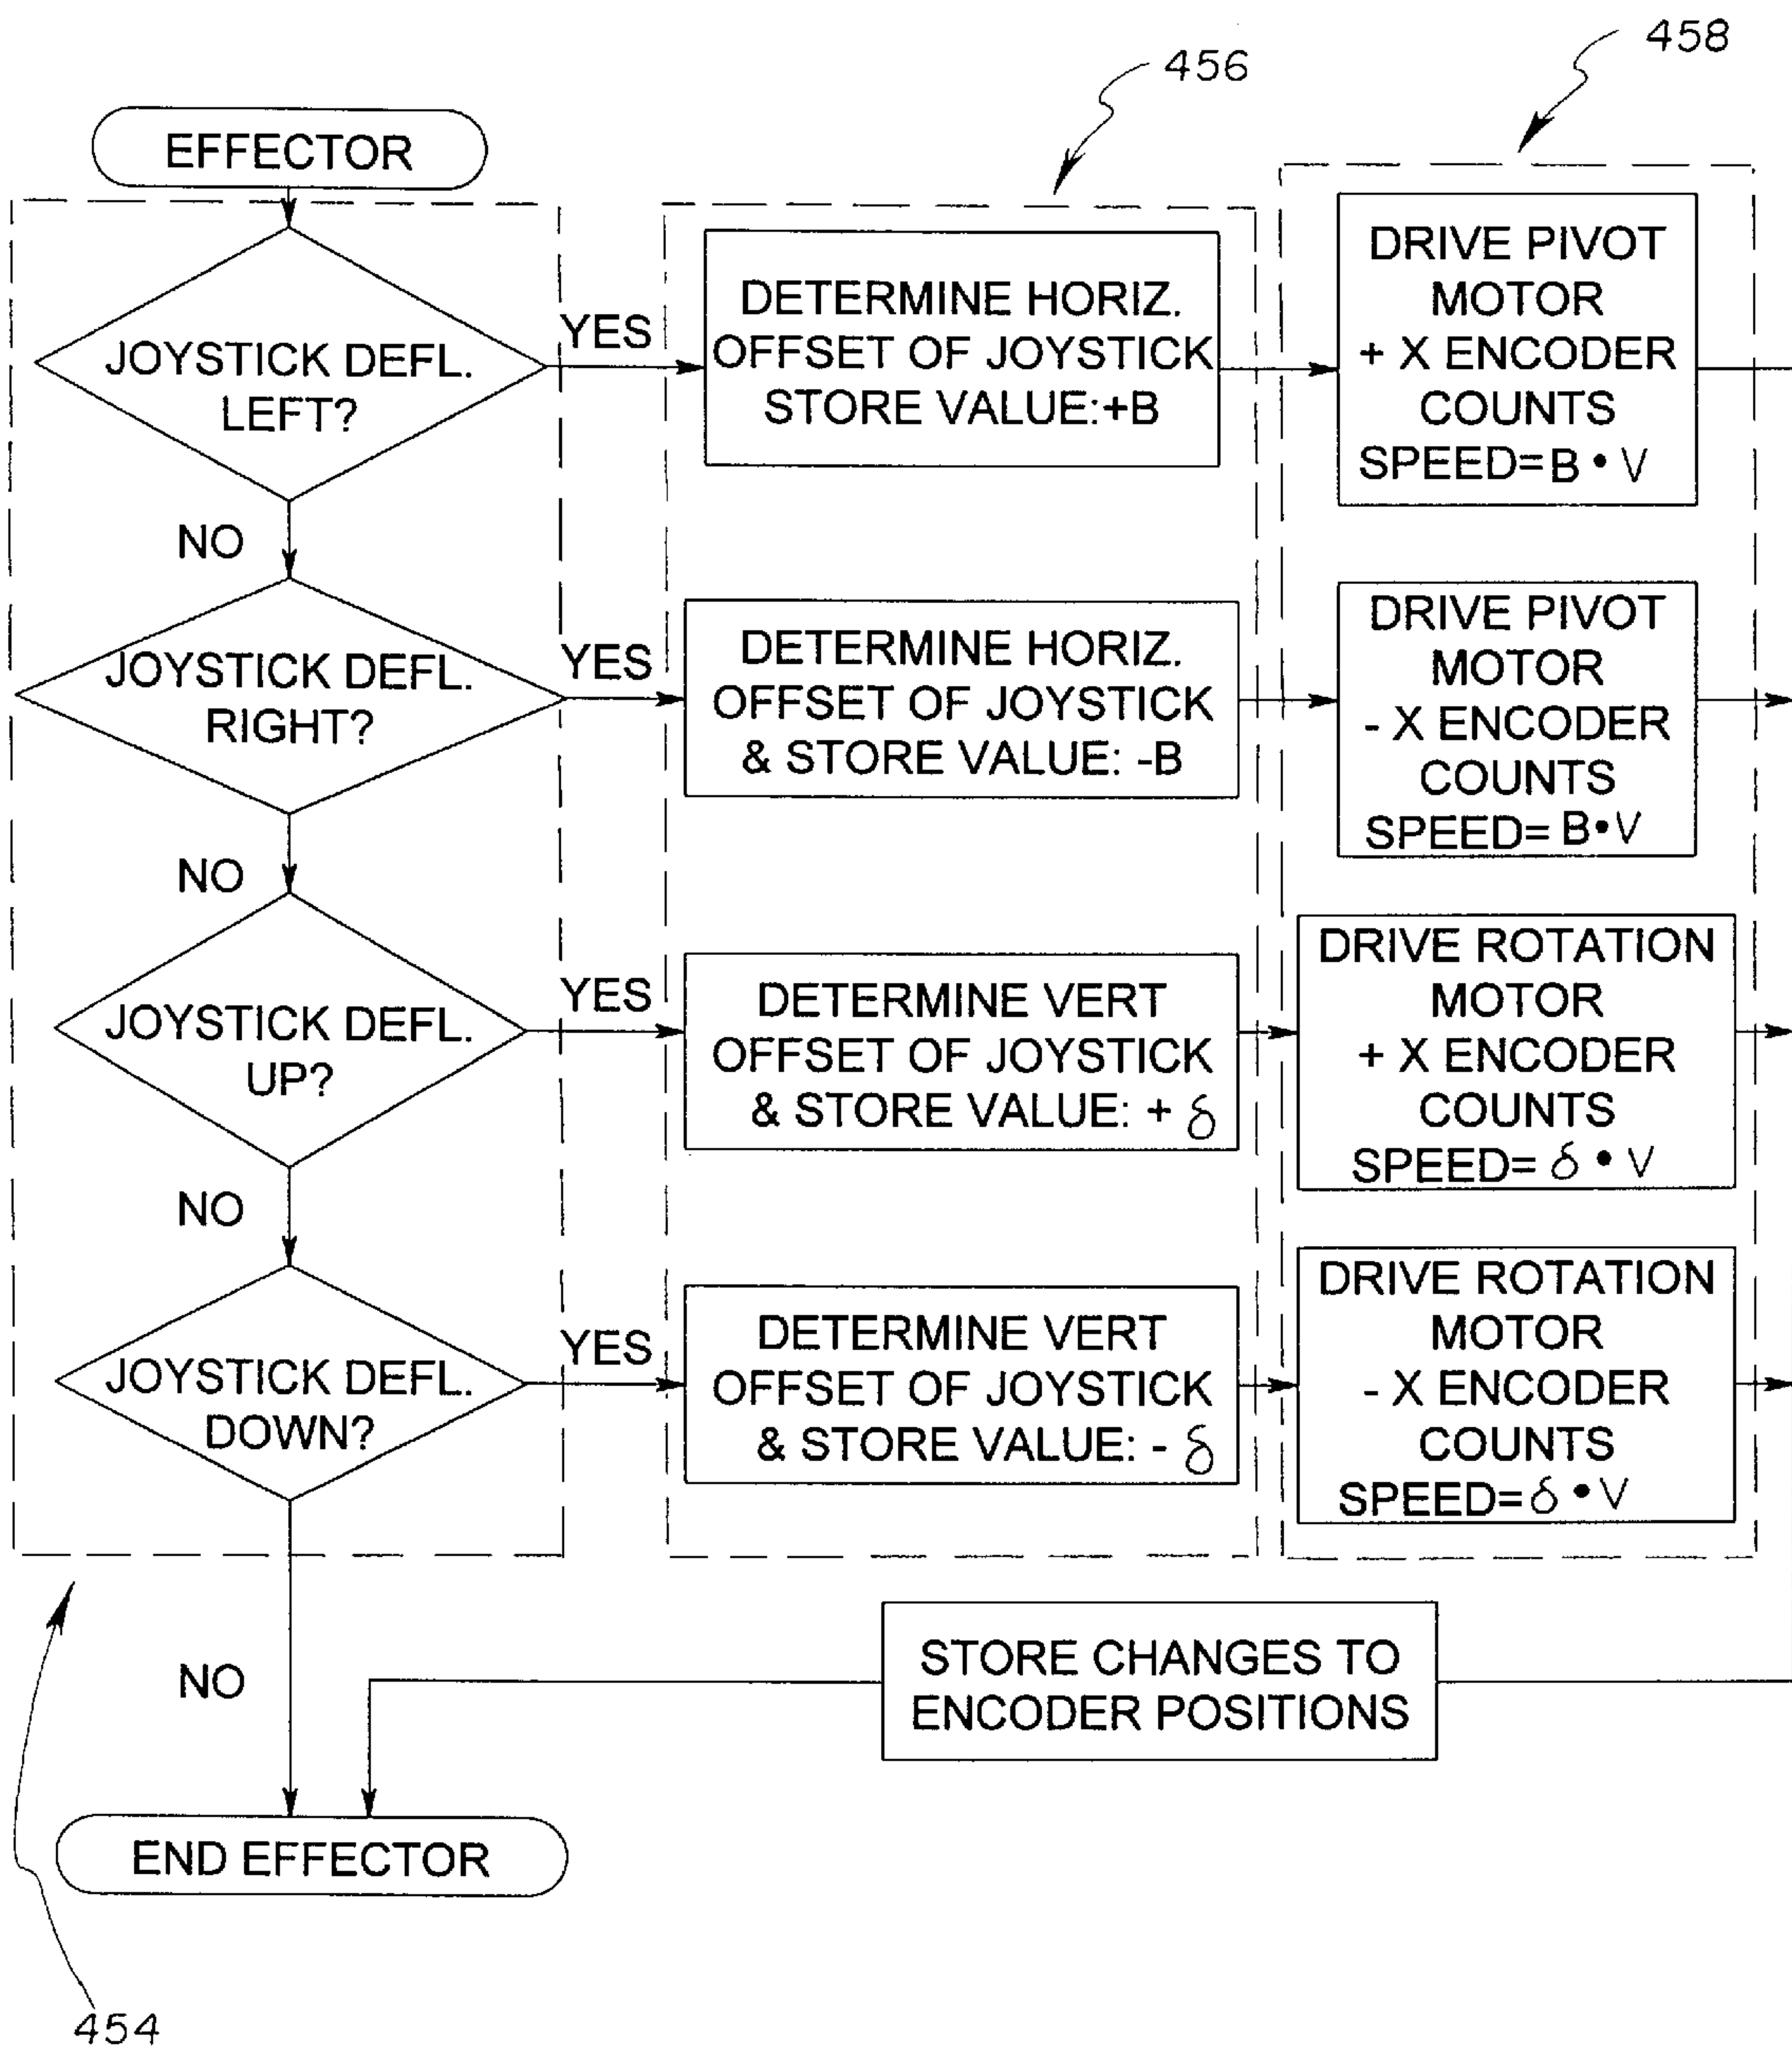 458
456
EFFECTOR
JOYSTICK DEFL.
LEFT?
YES
DETERMINE HORIZ.
OFFSET OF JOYSTICK
STORE VALUE:+B
DRIVE PIVOT
MOTOR
+ X ENCODER
COUNTS
SPEED=B • V
NO
JOYSTICK DEFL.
RIGHT?
YES
DETERMINE HORIZ.
OFFSET OF JOYSTICK
& STORE VALUE: -B
DRIVE PIVOT
MOTOR
- X ENCODER
COUNTS
SPEED= B•V
NO
JOYSTICK DEFL.
UP?
YES
DETERMINE VERT
OFFSET OF JOYSTICK
& STORE VALUE: + δ
DRIVE ROTATION
MOTOR
+ X ENCODER
COUNTS
SPEED= δ • V
NO
JOYSTICK DEFL.
DOWN?
YES
DETERMINE VERT
OFFSET OF JOYSTICK
& STORE VALUE: - δ
DRIVE ROTATION
MOTOR
- X ENCODER
COUNTS
SPEED=δ • V
NO
STORE CHANGES TO
ENCODER POSITIONS
END EFFECTOR
454